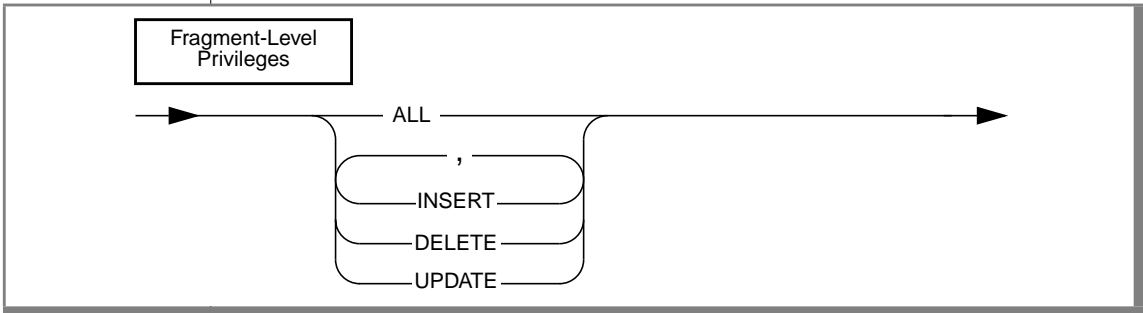 Fragment-Level
Privileges
ALL
,
INSERT
DELETE
UPDATE